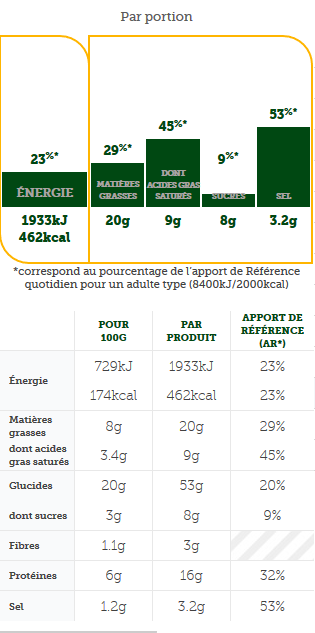 Par portion
23%*
29%*
45%*
9%*
53%*
ÉNERGIE
MATIÈRES
GRASSES
DONT
ACIDES GRAS
SATURÉS
SUCRES
SEL
1933kJ
462kcal
20g
9g
8g
3.2g
*correspond au pourcentage de l'apport de Référence
quotidien pour un adulte type (8400kJ/2000kcal)
POUR
100G
PAR
PRODUIT
APPORT DE
RÉFÉRENCE
(AR*)
Énergie
729kJ 1933kJ 23%
174kcal 462kcal 23%
Matières
grasses
8g 20g 29%
dont acides
gras saturés
3.4g 9g 45%
Glucides 20g 53g 20%
dont sucres 3g 8g 9%
Fibres 1.1g 3g
Protéines 6g 16g 32%
Sel 1.2g 3.2g 53%